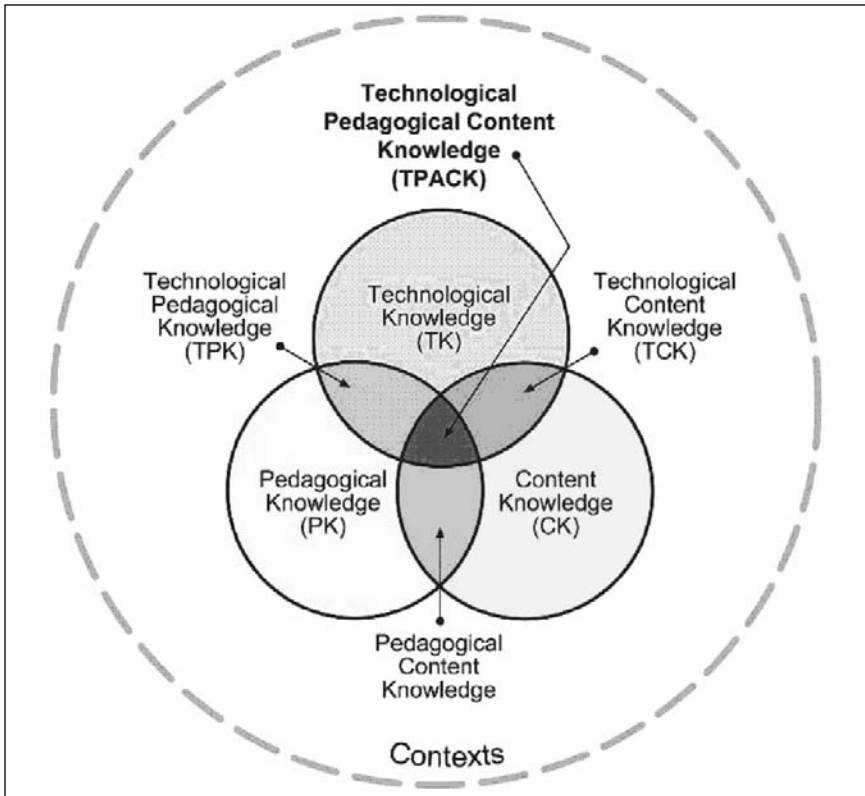 Technological
Pedagogical Content
Knowledge
(TPACK)
Technological
Pedagogical
Knowledge
(TPK)
Technological
Knowledge
(TK)
Technological
Content
Knowledge
(TCK)
Pedagogical
Knowledge
(PK)
Content
Knowledge
(CK)
Pedagogical
Content
Knowledge
Contexts